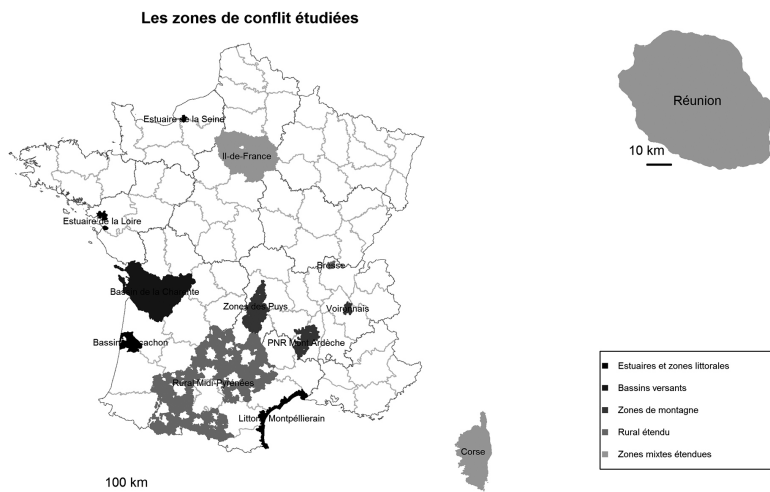 Les zones de conflit étudiées
Estuaire de la Seine
Il-de-France
Réunion
10 km
Estuaire de la Loire
Bresse
Bassin de la Charente
Zones des Puys
Voironnais
Bassin d'Arcachon
PNR Mont Ardèche
Rural Midi-Pyrénées
Littoral Montpéllierain
Corse
100 km
Estuaires et zones littorales
Bassins versants
Zones de montagne
Rural étendu
Zones mixtes étendues